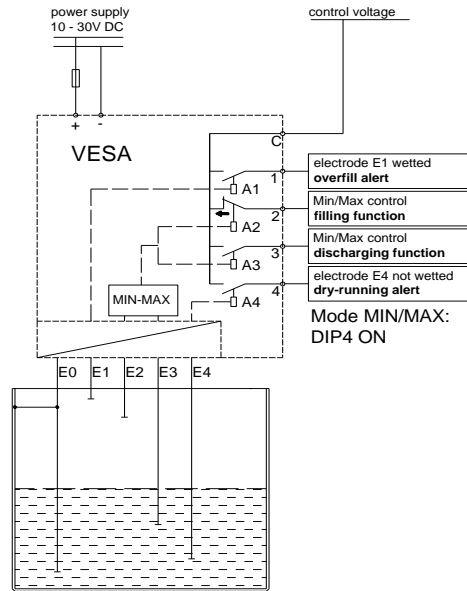 power supply
10 - 30V DC
control voltage
+ -
VESA
C
1
A1
electrode E1 wetted
overfill alert
2
A2
Min/Max control
filling function
3
A3
Min/Max control
discharging function
4
A4
electrode E4 not wetted
dry-running alert
MIN-MAX
Mode MIN/MAX:
DIP4 ON
E0 E1 E2 E3 E4